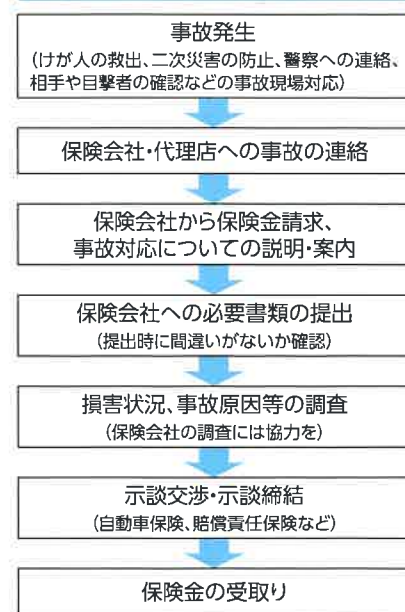 事故発生
(けが人の救出、二次災害の防止、警察への連絡、
相手や目撃者の確認などの事故現場対応)
保険会社・代理店への事故の連絡
保険会社から保険金請求、
事故対応についての説明・案内
保険会社への必要書類の提出
(提出時に間違いがないか確認)
損害状況、事故原因等の調査
(保険会社の調査には協力を)
示談交渉・示談締結
(自動車保険、賠償責任保険など)
保険金の受取り